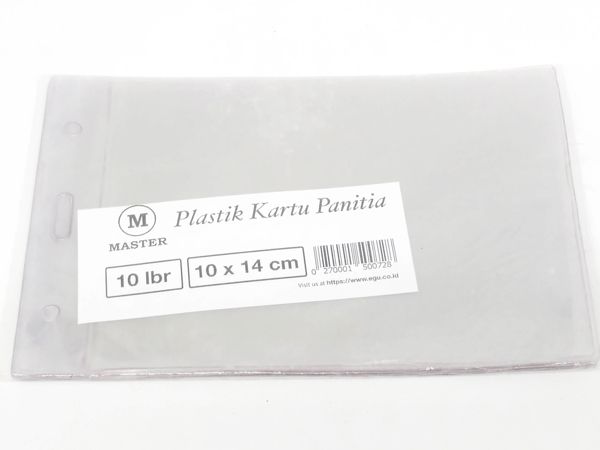 M
MASTER
Plastik Kartu Panitia
10 lbr
10 x 14 cm
0 270001 500728
Visit us at https://www.egu.co.id